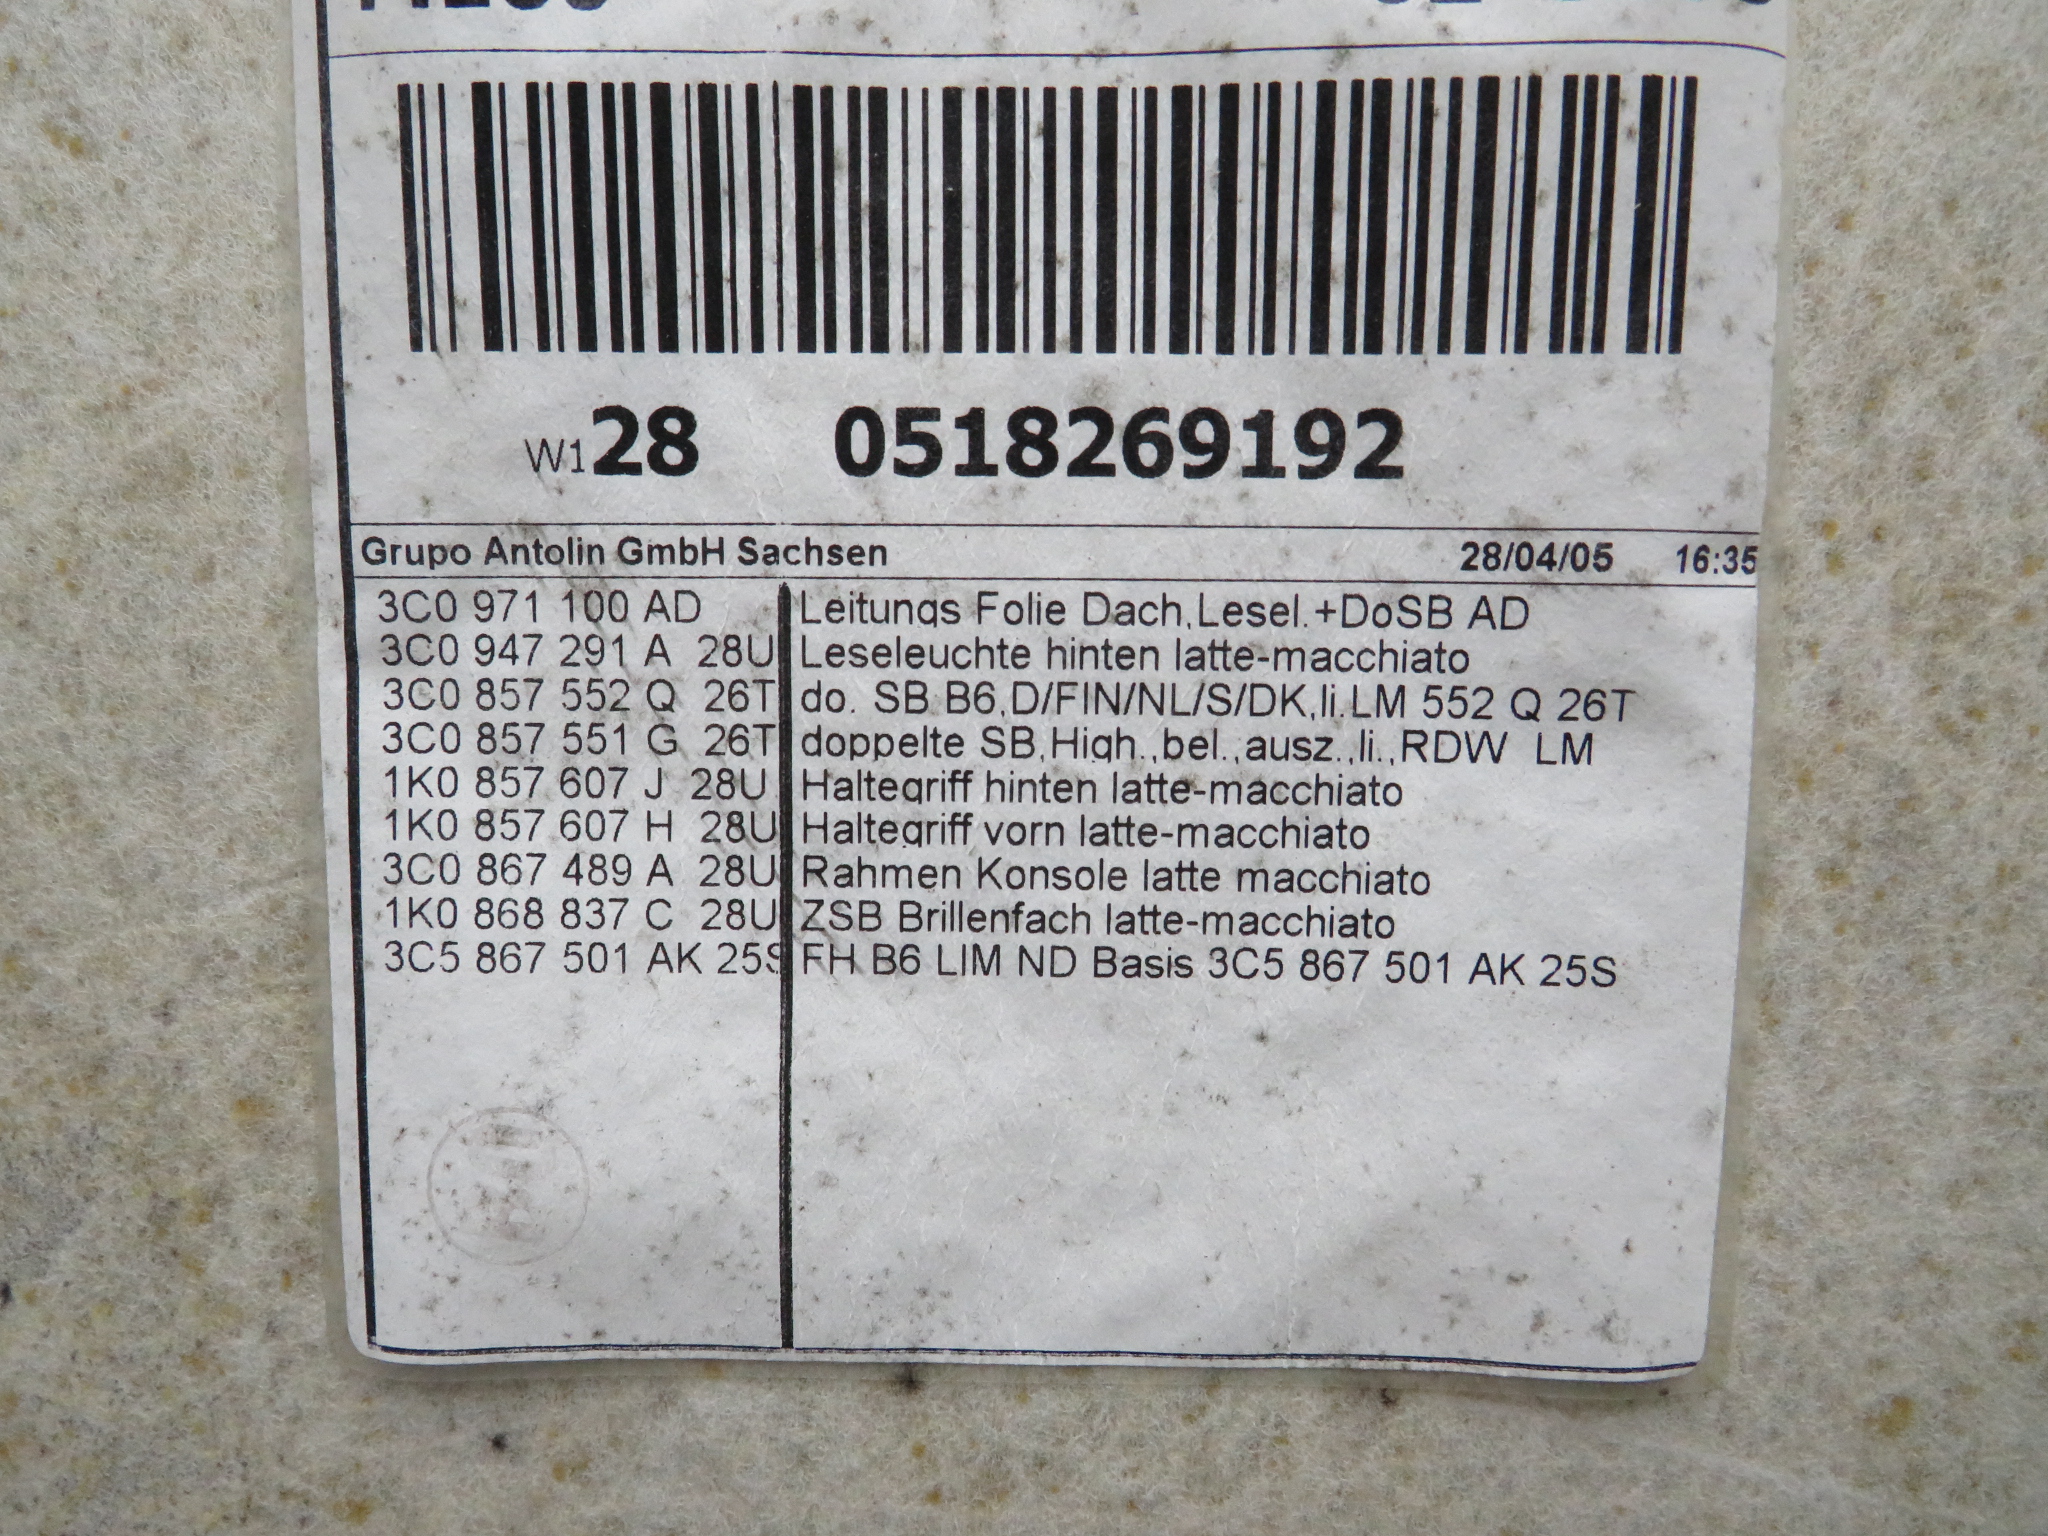 W128 0518269192
Grupo Antolin GmbH Sachsen 28/04/05 16:35
3C0 971 100 AD Leitungs Folie Dach,Lesel.+DoSB AD
3C0 947 291 A 28U Leseleuchte hinten latte-macchiato
3C0 857 552 Q 26T do. SB B6,D/FIN/NL/S/DK,li.LM 552 Q 26T
3C0 857 551 G 26T doppelte SB,High.,bel.,ausz.,li.,RDW LM
1K0 857 607 J 28U Haltegriff hinten latte-macchiato
1K0 857 607 H 28U Haltegriff vorn latte-macchiato
3C0 867 489 A 28U Rahmen Konsole latte macchiato
1K0 868 837 C 28U ZSB Brillenfach latte-macchiato
3C5 867 501 AK 25S FH B6 LIM ND Basis 3C5 867 501 AK 25S